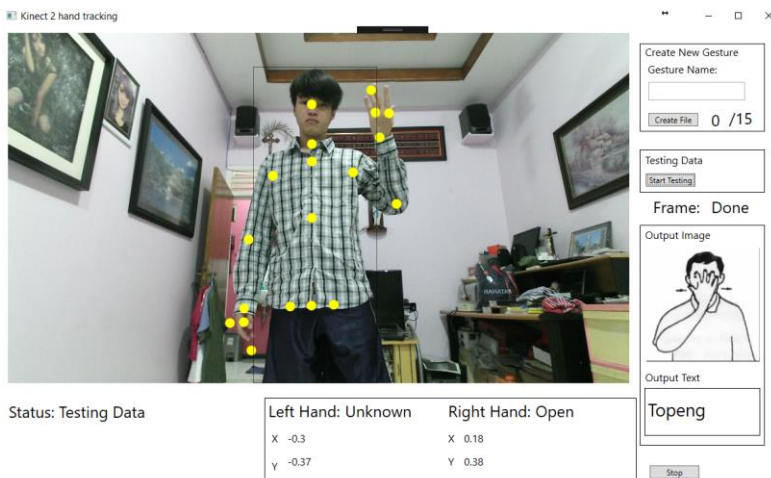 Kinect 2 hand tracking
Create New Gesture
Gesture Name:
Create File 0 /15
Testing Data
Start Testing
Frame: Done
Output Image
Output Text
Topeng
Stop
Status: Testing Data
Left Hand: Unknown Right Hand: Open
X -0.3 X 0.18
Y -0.37 Y 0.38